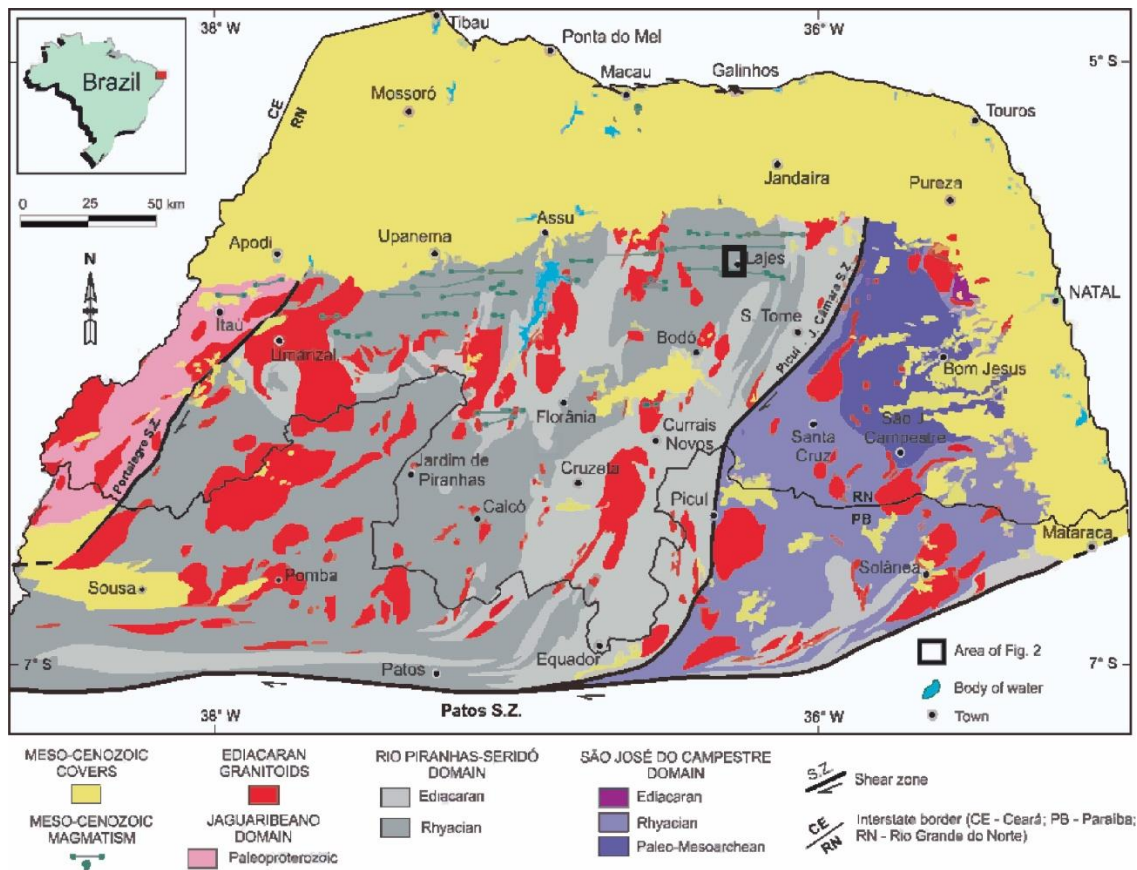 38° W
36° W
Tibau
Ponta do Mel
5° S
Brazil
Macau
Galinhos
Mossoró
CE
RN
Touros
Jandaira
0 25 50 km
Pureza
Assu
Apodi
Upanema
Lajes
N
NATAL
Itaú
S. Tome
Picuí - J. Câmara S.Z.
Umarizal
Bodó
Bom Jesus
Florânia
Portalegre S.Z.
Currais
Novos
Santa
Cruz
São J.
Campestre
Jardim de
Piranhas
Cruzeta
Caicó
Picuí
RN
PB
Mataraca
Sousa
Pomba
Solânea
7° S
Patos
Equador
7° S
Area of Fig. 2
Body of water
Town
38° W
Patos S.Z.
36° W
MESO-CENOZOIC
COVERS
EDIACARAN
GRANITOIDS
RIO PIRANHAS-SERIDÓ
DOMAIN
SÃO JOSÉ DO CAMPESTRE
DOMAIN
S.Z.
Shear zone
Ediacaran
Ediacaran
MESO-CENOZOIC
MAGMATISM
JAGUARIBEANO
DOMAIN
Rhyacian
Rhyacian
CE
RN
Interstate border (CE - Ceará; PB - Paraíba;
RN - Rio Grande do Norte)
Paleoproterozoic
Paleo-Mesoarchean